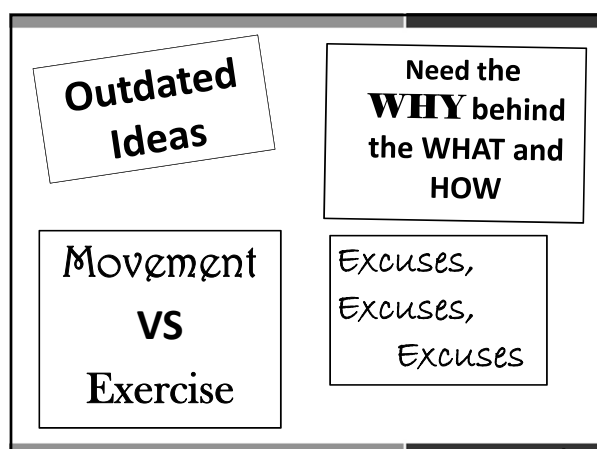 Outdated
Ideas
Need the
WHY behind
the WHAT and
HOW
Movement
VS
Exercise
Excuses,
Excuses,
Excuses